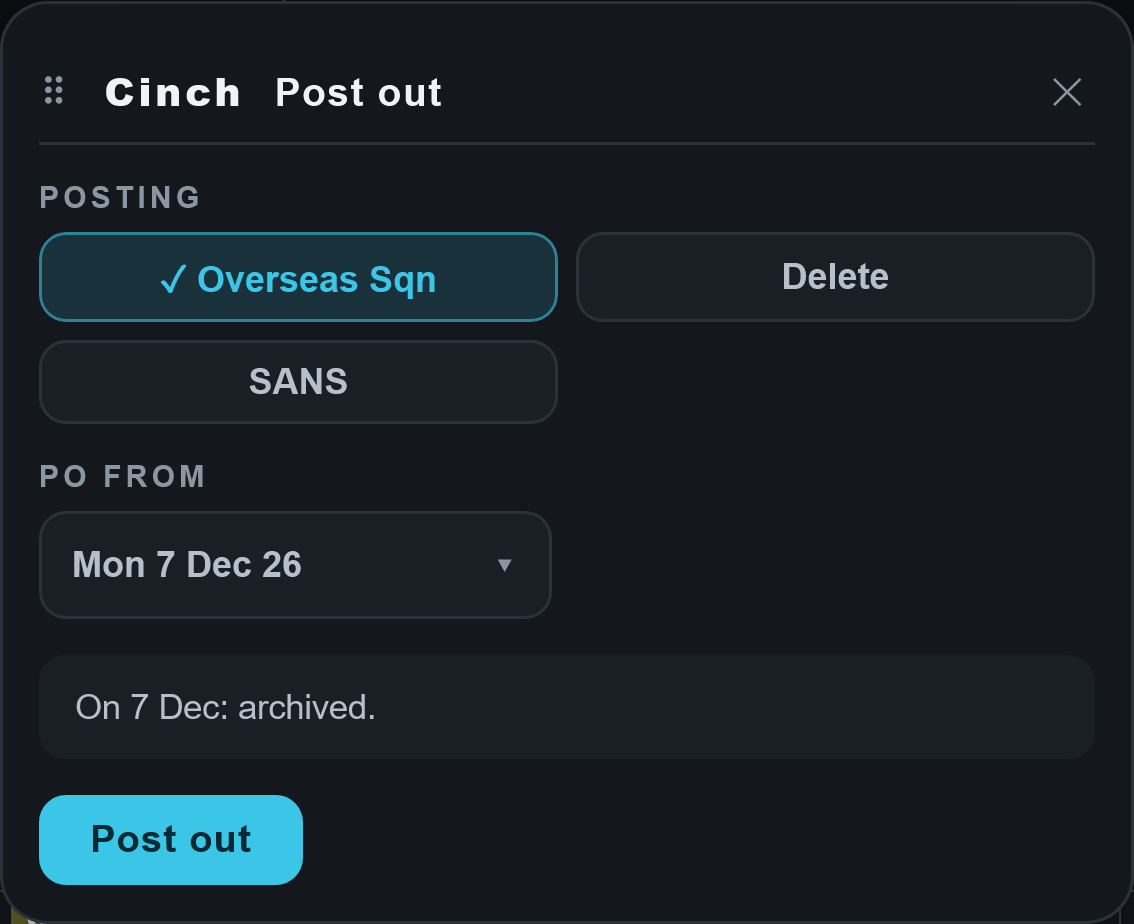 Cinch Post out
POSTING
✓ Overseas Sqn
Delete
SANS
PO FROM
Mon 7 Dec 26
On 7 Dec: archived.
Post out